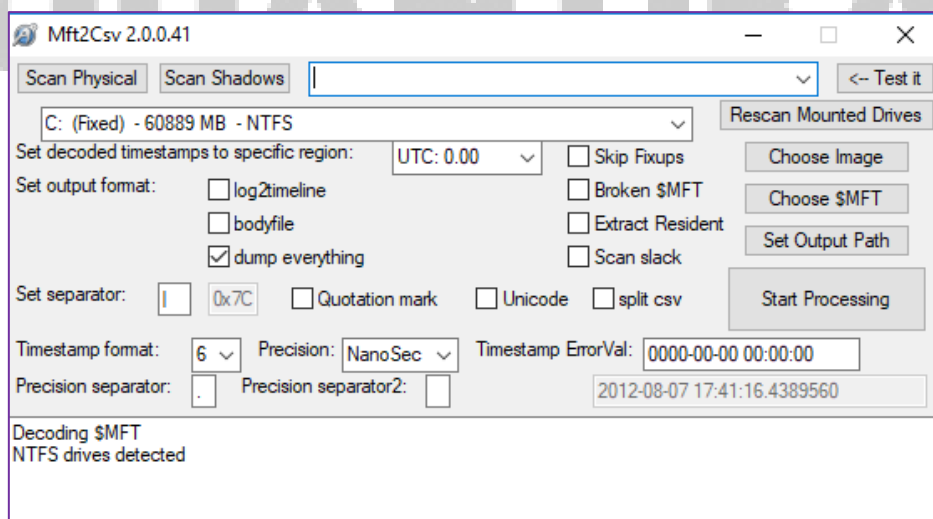 Mft2Csv 2.0.0.41
Scan Physical Scan Shadows <-- Test it
C: (Fixed) - 60889 MB - NTFS Rescan Mounted Drives
Set decoded timestamps to specific region: UTC: 0.00 Skip Fixups Choose Image
Set output format: log2timeline Broken $MFT Choose $MFT
bodyfile Extract Resident Set Output Path
dump everything Scan slack
Set separator: | 0x7C Quotation mark Unicode split csv Start Processing
Timestamp format: 6 Precision: NanoSec Timestamp ErrorVal: 0000-00-00 00:00:00
Precision separator: . Precision separator2: 2012-08-07 17:41:16.4389560
Decoding $MFT
NTFS drives detected